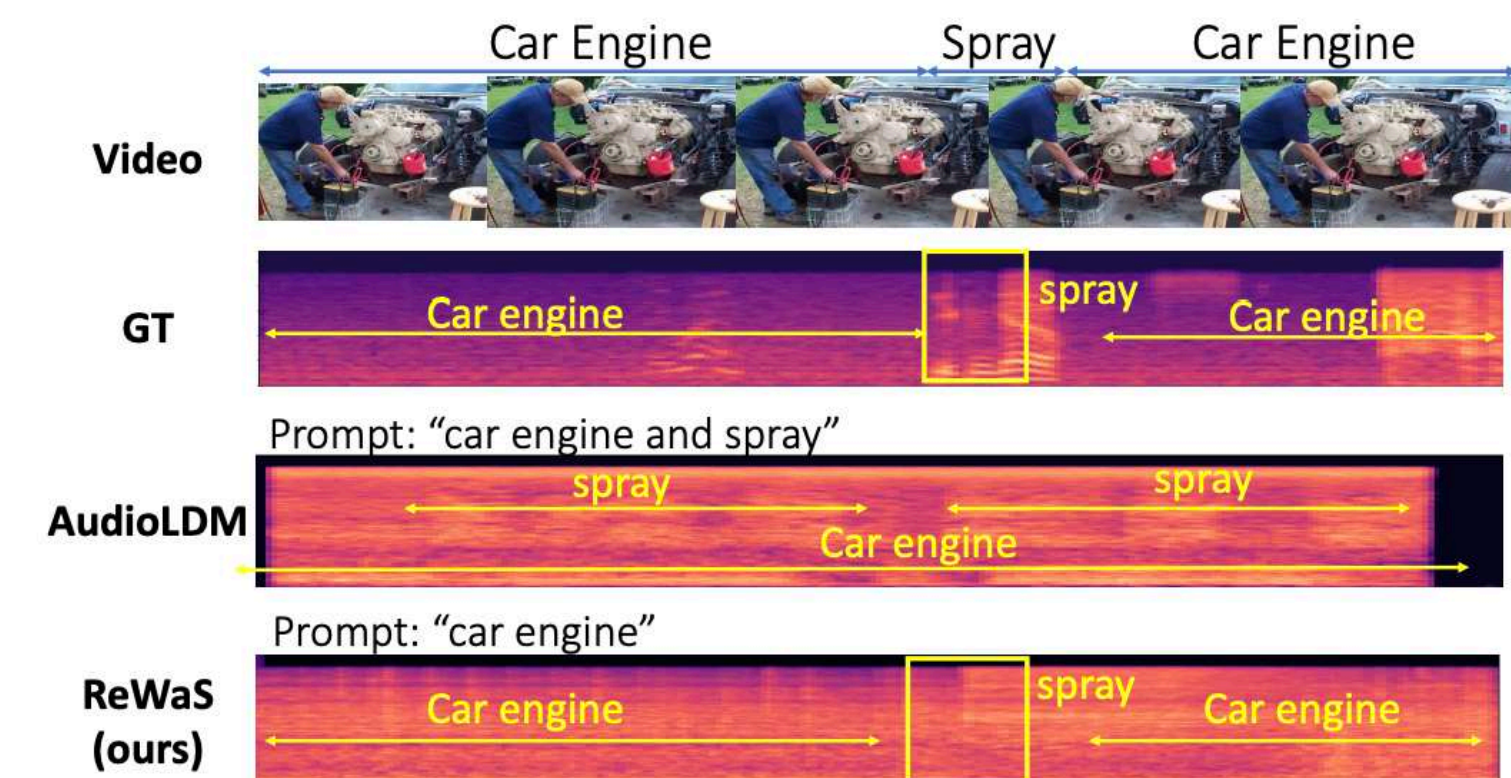 Car Engine Spray Car Engine
Video
GT
Car engine
spray
Car engine
Prompt: “car engine and spray”
AudioLDM
spray
spray
Car engine
Prompt: “car engine”
ReWaS
(ours)
Car engine
spray
Car engine